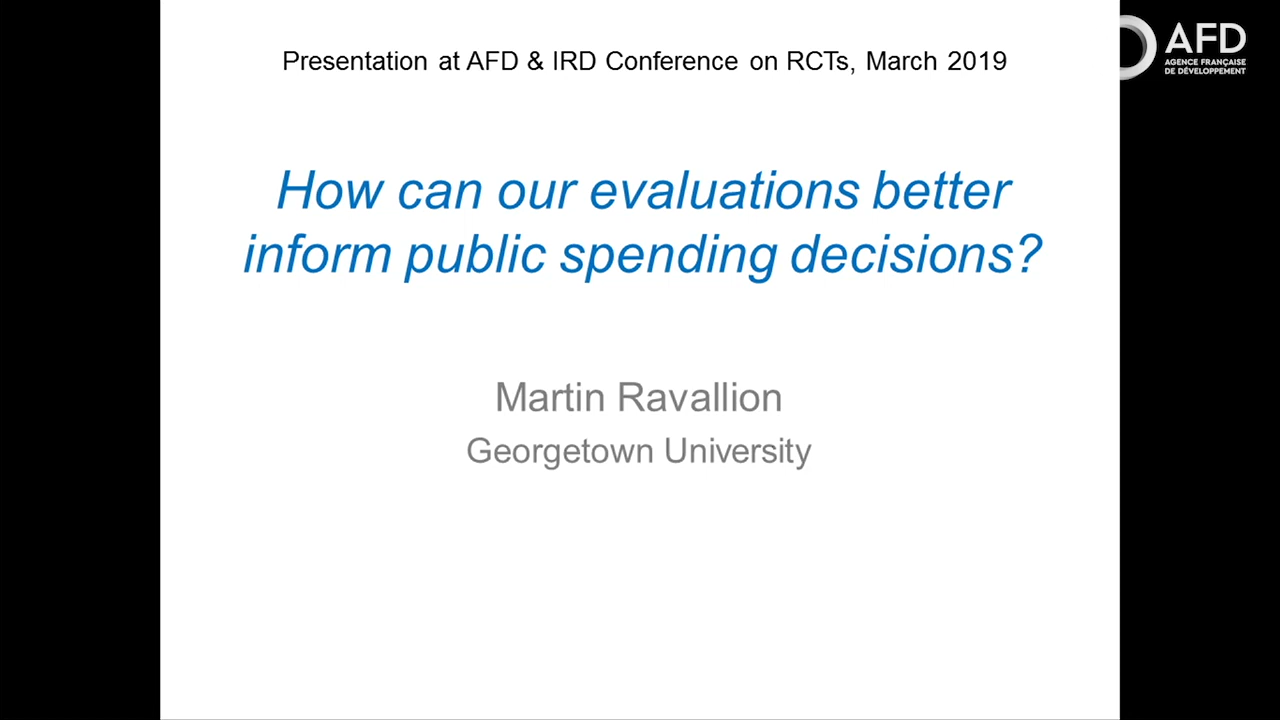 Presentation at AFD & IRD Conference on RCTs, March 2019
AFD
AGENCE FRANÇAISE
DE DÉVELOPPEMENT
How can our evaluations better
inform public spending decisions?
Martin Ravallion
Georgetown University